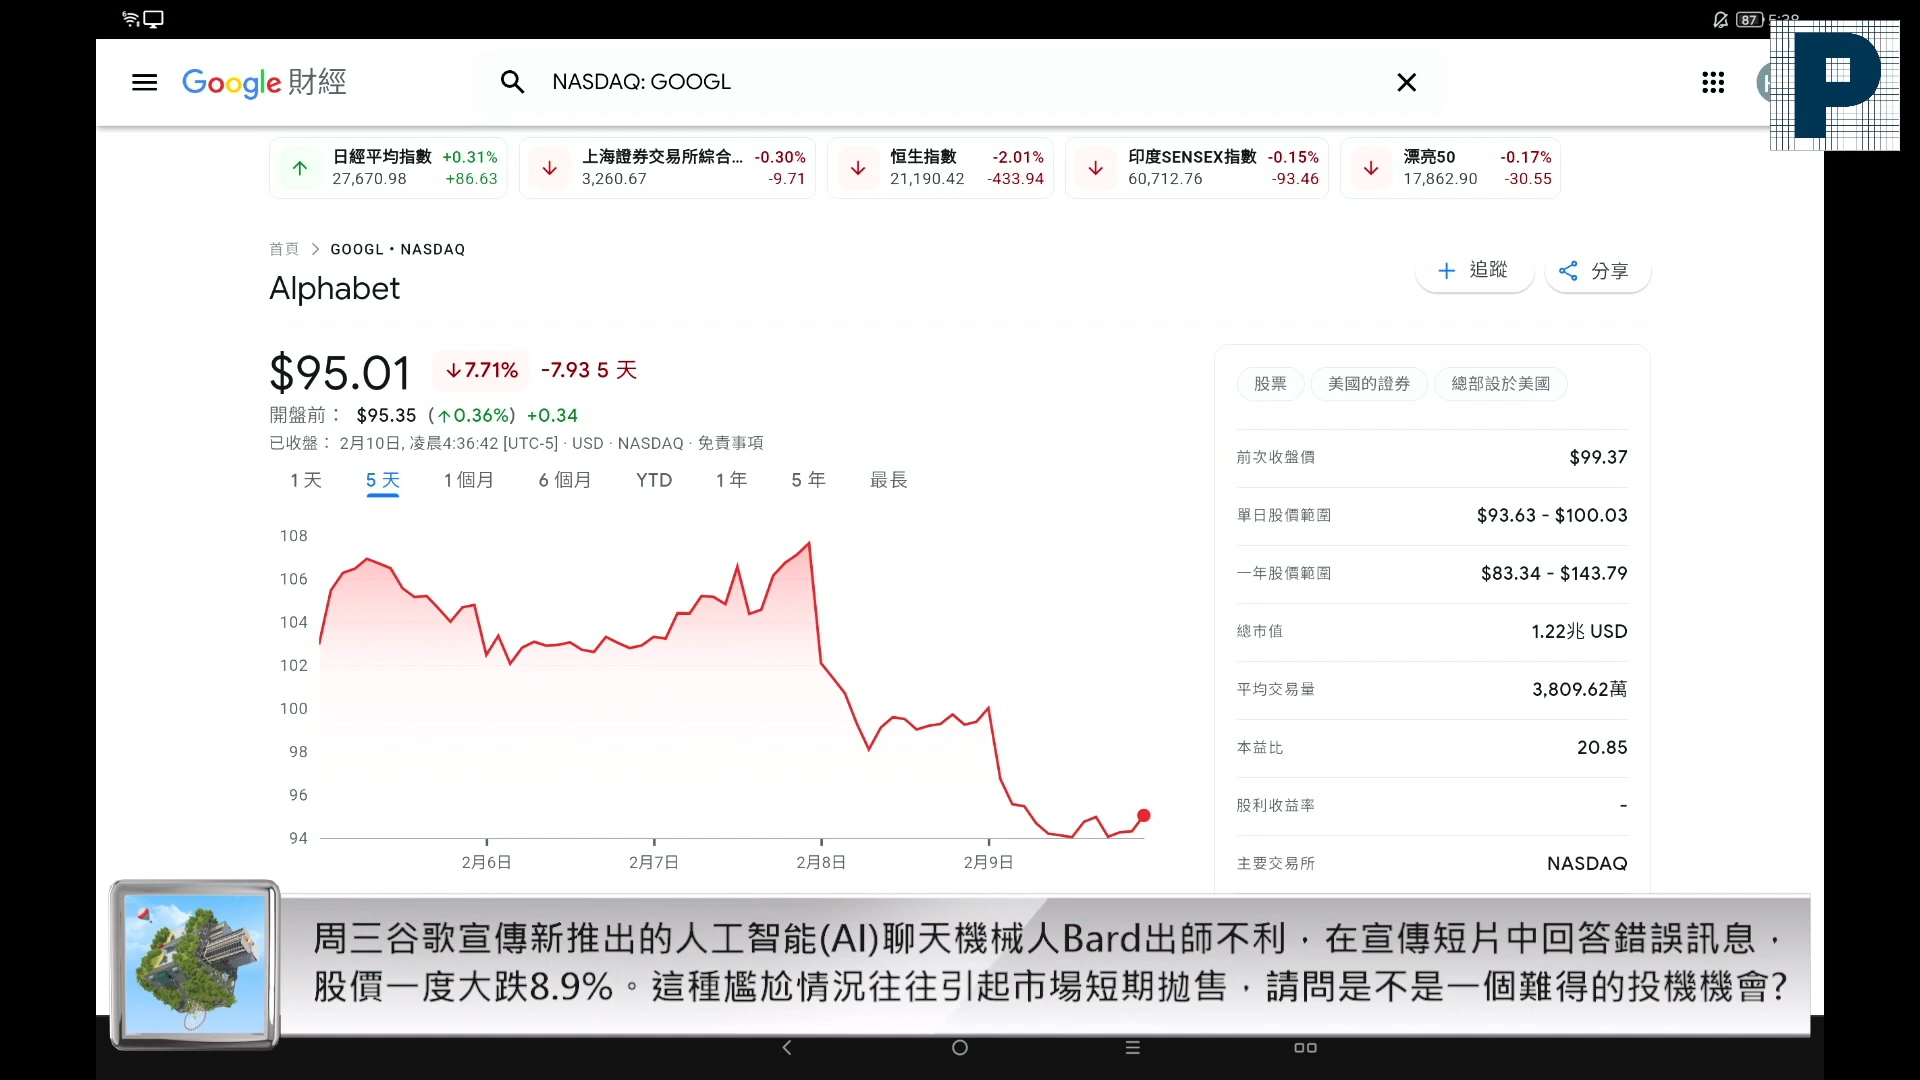 87
Google 財經
NASDAQ: GOOGL
日經平均指數 +0.31%
27,670.98 +86.63
上海證券交易所綜合... -0.30%
3,260.67 -9.71
恒生指數 -2.01%
21,190.42 -433.94
印度SENSEX指數 -0.15%
60,712.76 -93.46
漂亮50 -0.17%
17,862.90 -30.55
P
首頁 > GOOGL • NASDAQ
Alphabet
追蹤
分享
$95.01 ↓7.71% -7.93 5 天
開盤前： $95.35 (↑0.36%) +0.34
已收盤： 2月10日, 凌晨4:36:42 [UTC-5] · USD · NASDAQ · 免責事項
1 天 5 天 1 個月 6 個月 YTD 1 年 5 年 最長
108
106
104
102
100
98
96
94
2月6日 2月7日 2月8日 2月9日
股票 美國的證券 總部設於美國
前次收盤價 $99.37
單日股價範圍 $93.63 - $100.03
一年股價範圍 $83.34 - $143.79
總市值 1.22兆 USD
平均交易量 3,809.62萬
本益比 20.85
股利收益率 -
主要交易所 NASDAQ
周三谷歌宣傳新推出的人工智能(AI)聊天機械人Bard出師不利，在宣傳短片中回答錯誤訊息，
股價一度大跌8.9%。這種尷尬情況往往引起市場短期拋售，請問是不是一個難得的投機機會?